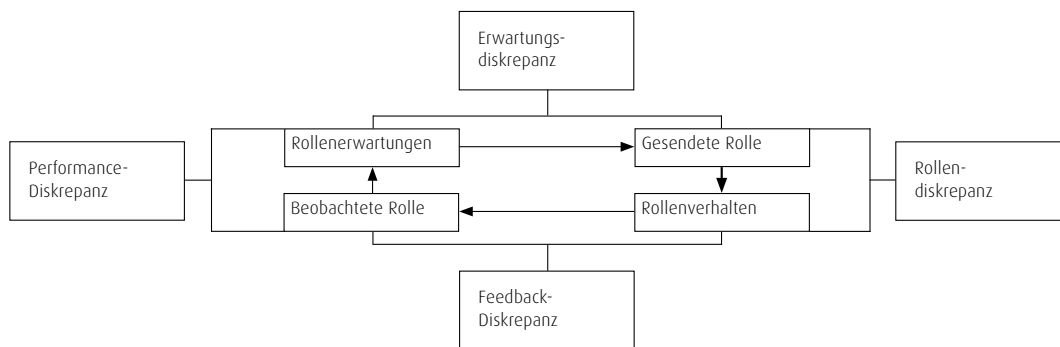 Erwartungs-
diskrepanz
Rollenerwartungen
Gesendete Rolle
Performance-
Diskrepanz
Rollen-
diskrepanz
Beobachtete Rolle
Rollenverhalten
Feedback-
Diskrepanz